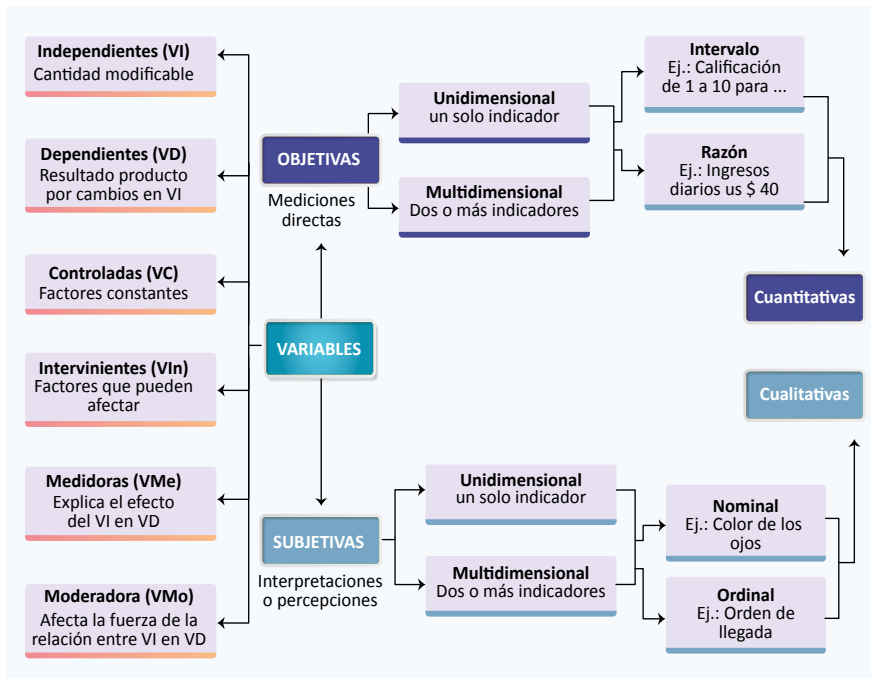 Independientes (VI)
Cantidad modificable
Dependientes (VD)
Resultado producto
por cambios en VI
Controladas (VC)
Factores constantes
Intervinientes (VIn)
Factores que pueden
afectar
Medidoras (VMe)
Explica el efecto
del VI en VD
Moderadora (VMo)
Afecta la fuerza de la
relación entre VI en VD
OBJETIVAS
Mediciones
directas
VARIABLES
SUBJETIVAS
Interpretaciones
o percepciones
Unidimensional
un solo indicador
Multidimensional
Dos o más indicadores
Intervalo
Ej.: Calificación
de 1 a 10 para ...
Razón
Ej.: Ingresos
diarios us $ 40
Cuantitativas
Cualitativas
Unidimensional
un solo indicador
Multidimensional
Dos o más indicadores
Nominal
Ej.: Color de los
ojos
Ordinal
Ej.: Orden de
llegada